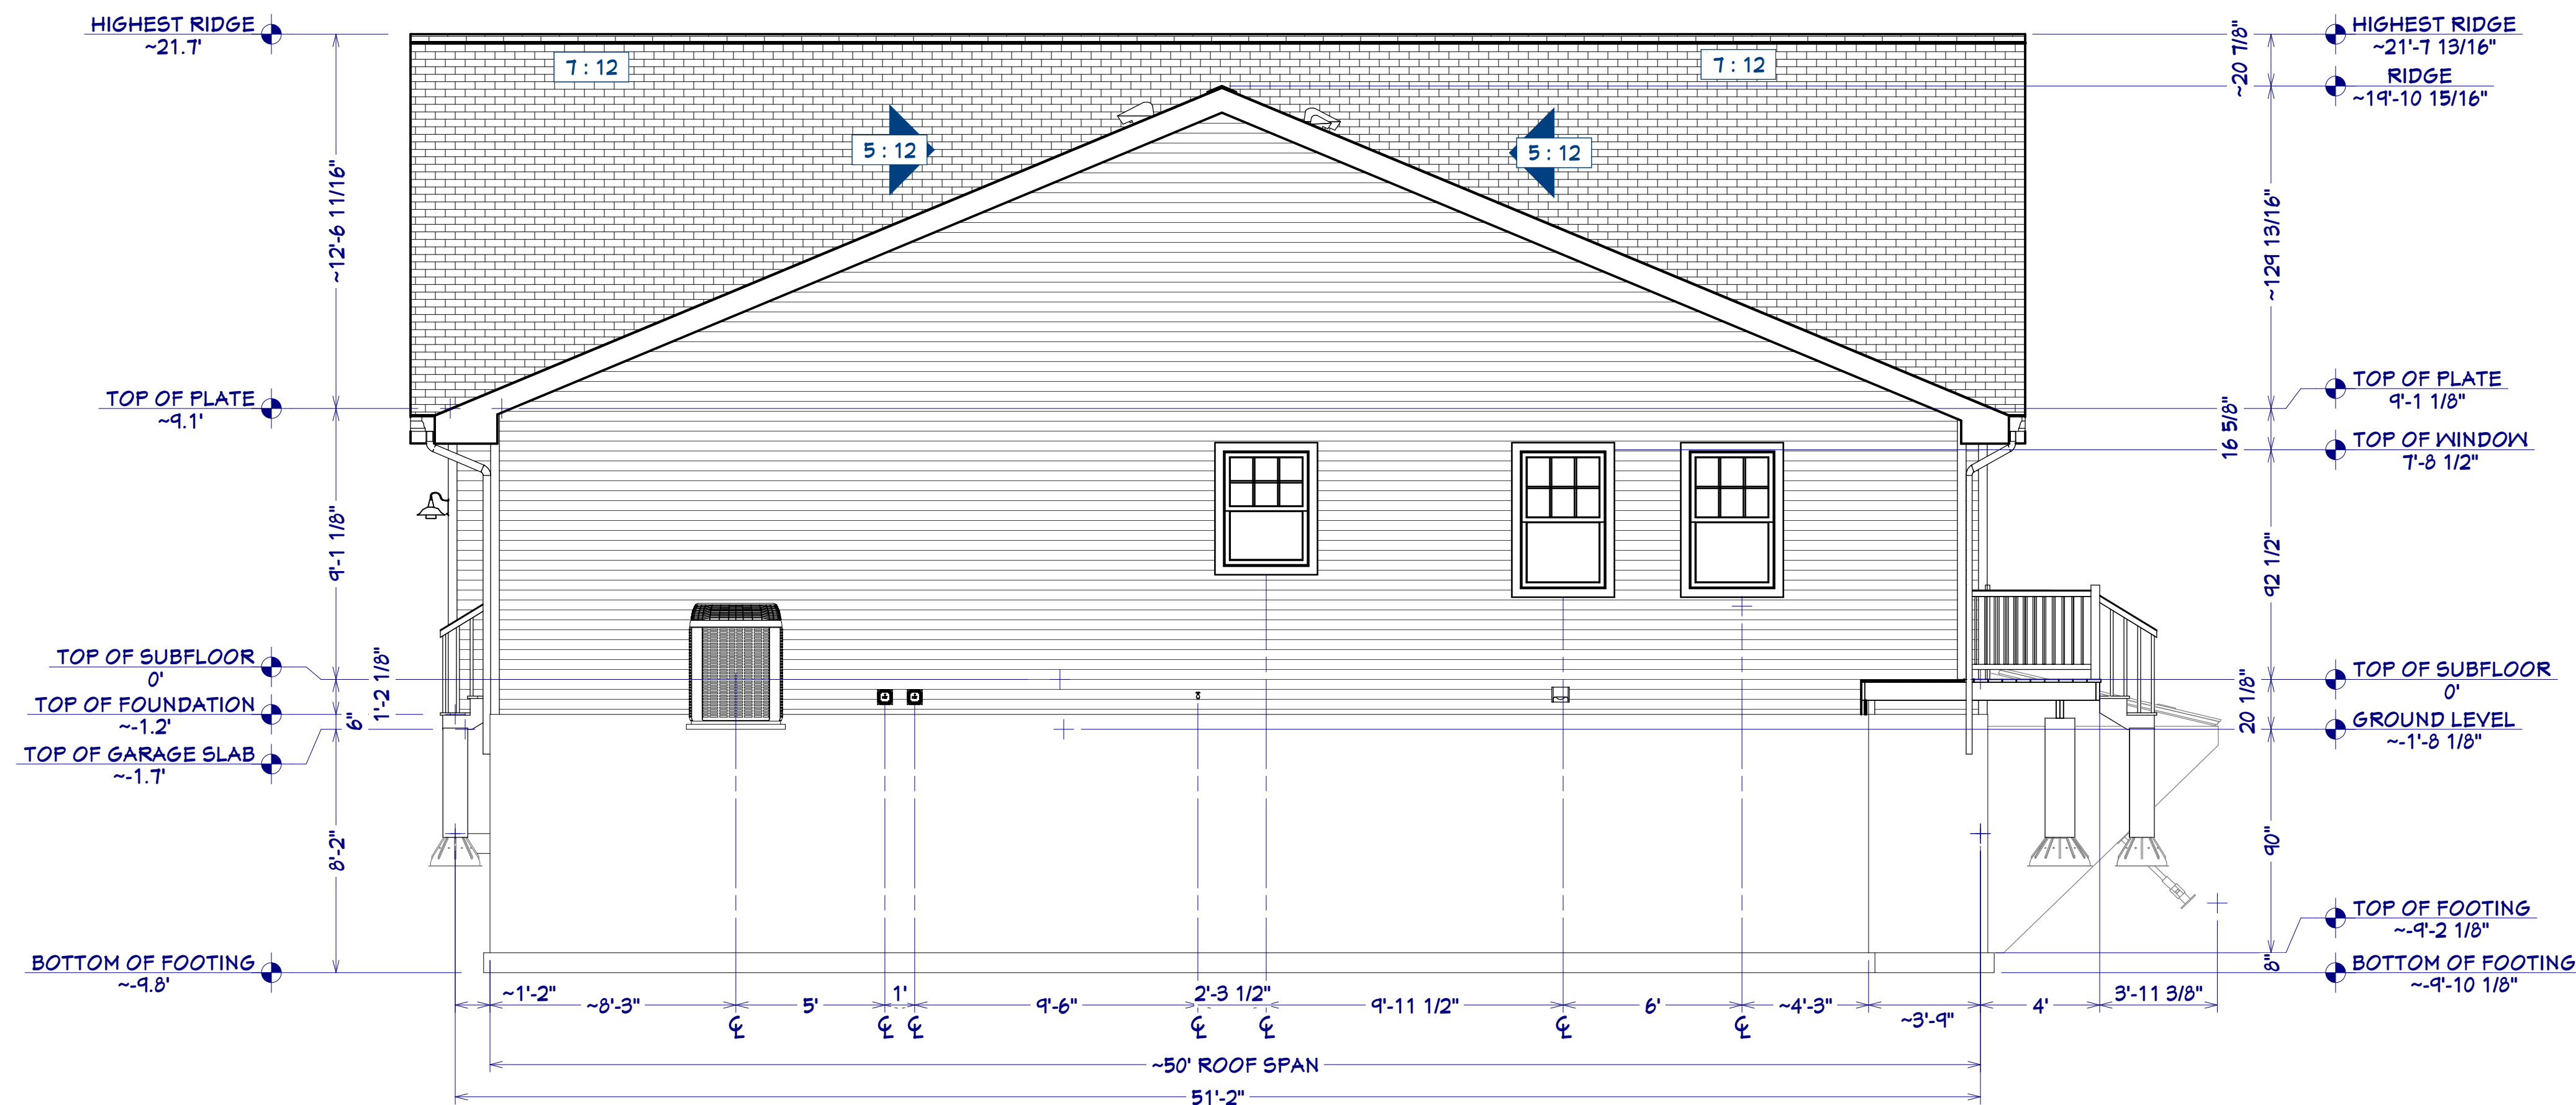 HIGHEST RIDGE
~21.7'
TOP OF PLATE
~9.1'
TOP OF SUBFLOOR
0'
TOP OF FOUNDATION
~-1.2'
TOP OF GARAGE SLAB
~-1.7'
BOTTOM OF FOOTING
~-9.8'
~12'-6 11/16"
9'-1 1/8"
1'-2 1/8"
6"
8'-2"
7 : 12
7 : 12
5 : 12
5 : 12
~20 7/8"
~129 13/16"
16 5/8"
92 1/2"
20 1/8"
90"
8"
HIGHEST RIDGE
~21'-7 13/16"
RIDGE
~19'-10 15/16"
TOP OF PLATE
9'-1 1/8"
TOP OF WINDOW
7'-8 1/2"
TOP OF SUBFLOOR
0'
GROUND LEVEL
~-1'-8 1/8"
TOP OF FOOTING
~-9'-2 1/8"
BOTTOM OF FOOTING
~-9'-10 1/8"
~1'-2"
~8'-3"
5'
1'
9'-6"
2'-3 1/2"
9'-11 1/2"
6'
~4'-3"
~3'-9"
4'
3'-11 3/8"
℄ ℄ ℄ ℄ ℄ ℄ ℄
~50' ROOF SPAN
51'-2"